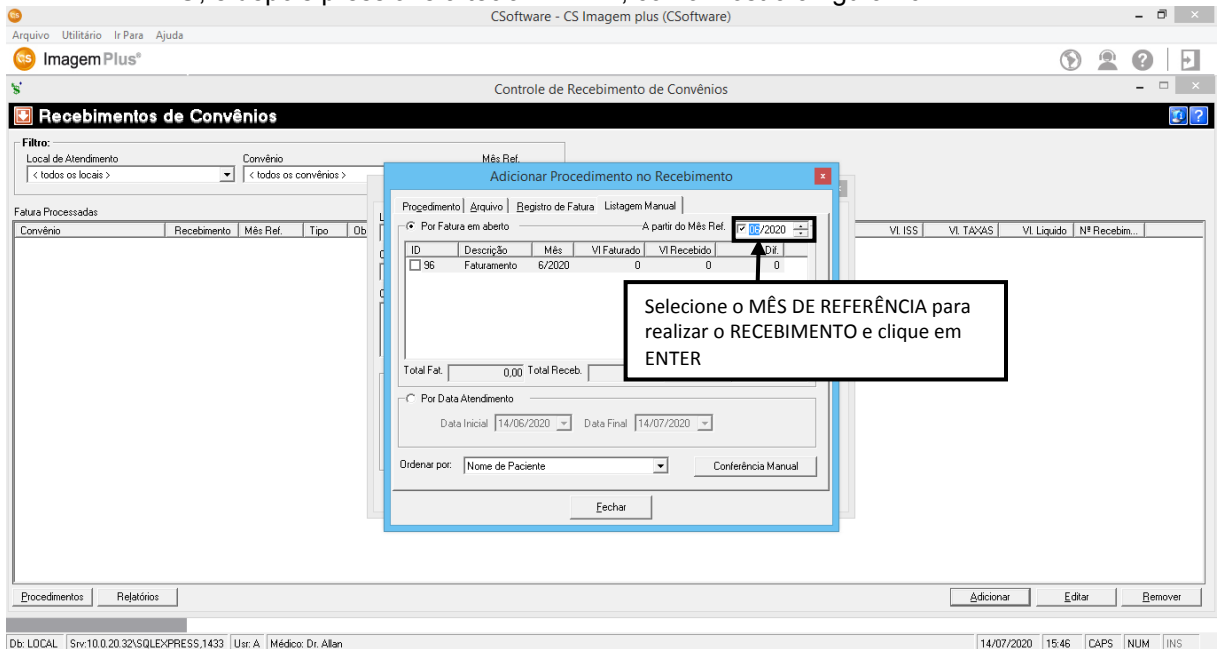 CSoftware - CS Imagem plus (CSoftware)
Arquivo Utilitário Ir Para Ajuda
cs ImagemPlus®
Controle de Recebimento de Convênios
Recebimentos de Convênios
Filtro:
Local de Atendimento Convênio Mês Ref.
< todos os locais > < todos os convênios >
Adicionar Procedimento no Recebimento
Procedimento Arquivo Registro de Fatura Listagem Manual
Fatura Processadas
Por Fatura em aberto A partir do Mês Ref. 06/2020
Convênio Recebimento Mês Ref. Tipo Ob Vl. ISS Vl. TAXAS Vl. Liquido Nº Recebim...
ID Descrição Mês Vl Faturado Vl Recebido Dif.
96 Faturamento 6/2020 0 0 0
Selecione o MÊS DE REFERÊNCIA para
realizar o RECEBIMENTO e clique em
ENTER
Total Fat. 0,00 Total Receb.
Por Data Atendimento
Data Inicial 14/06/2020 Data Final 14/07/2020
Ordenar por: Nome de Paciente Conferência Manual
Fechar
Procedimentos Relatórios Adicionar Editar Remover
Db: LOCAL Srv:10.0.20.32\SQLEXPRESS,1433 Usr: A Médico: Dr. Allan 14/07/2020 15:46 CAPS NUM INS